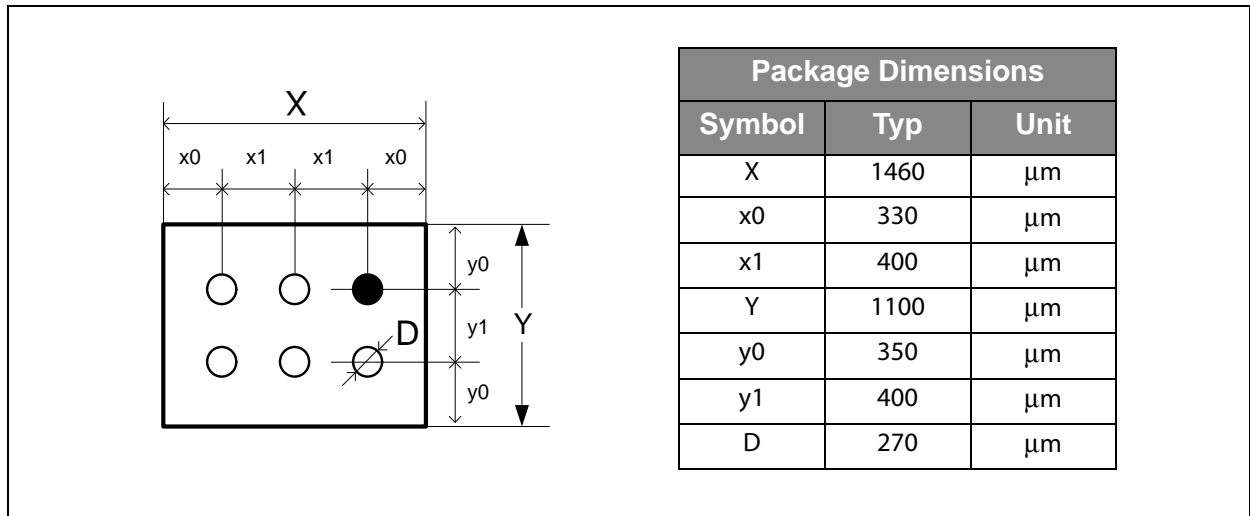 X
x0 x1 x1 x0
y0
y1 Y
D
y0
Package Dimensions
Symbol Typ Unit
X 1460 μm
x0 330 μm
x1 400 μm
Y 1100 μm
y0 350 μm
y1 400 μm
D 270 μm